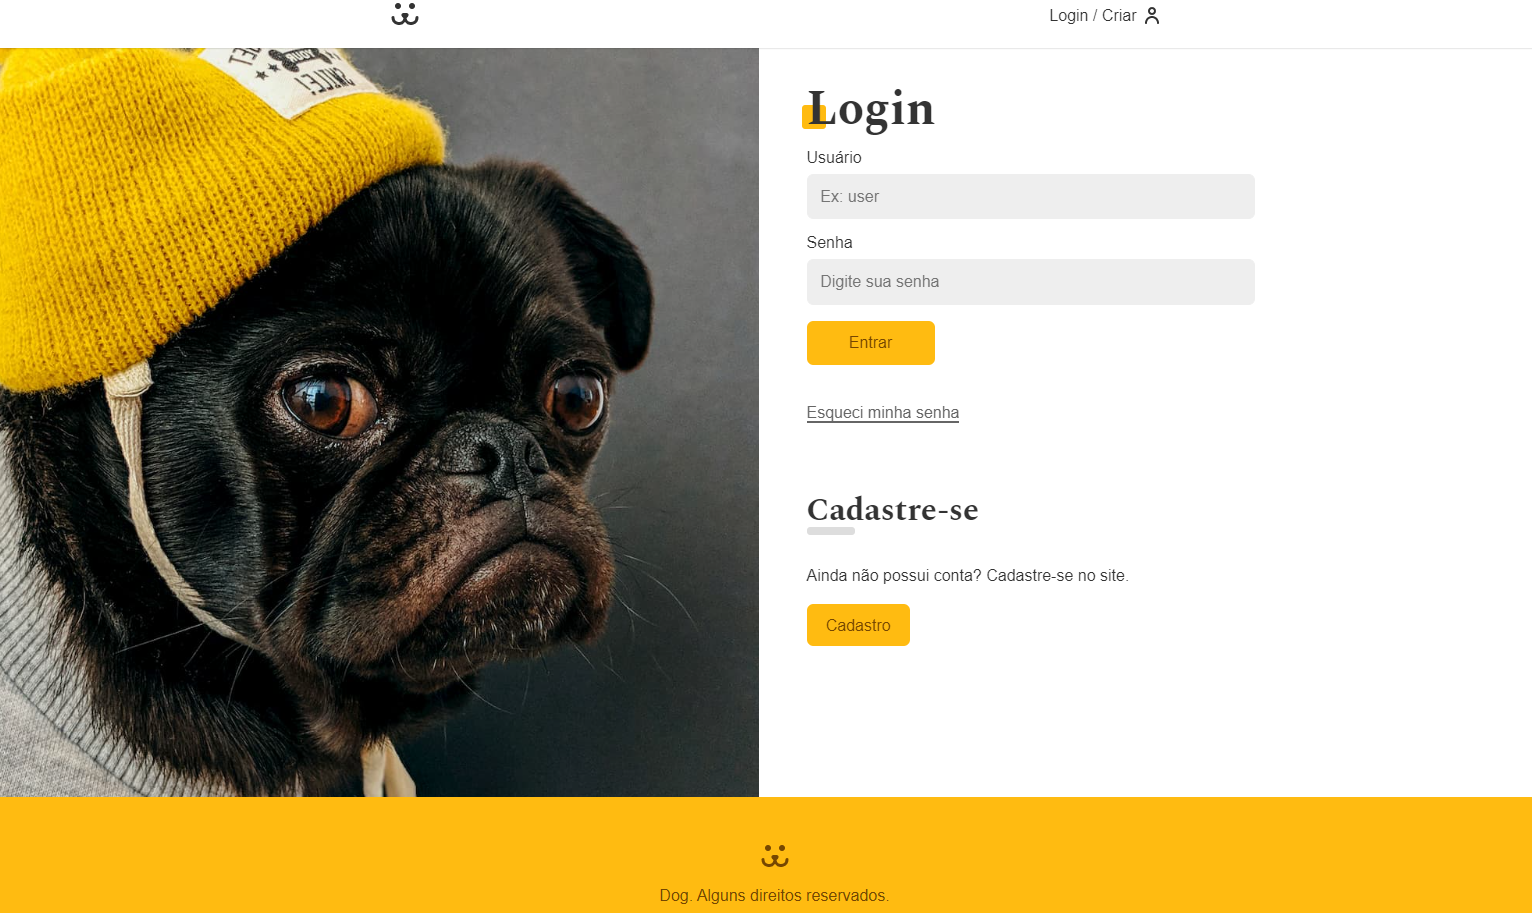 Login / Criar
SMILE!
Login
Usuário
Ex: user
Senha
Digite sua senha
Entrar
Esqueci minha senha
Cadastre-se
Ainda não possui conta? Cadastre-se no site.
Cadastro
Dog. Alguns direitos reservados.